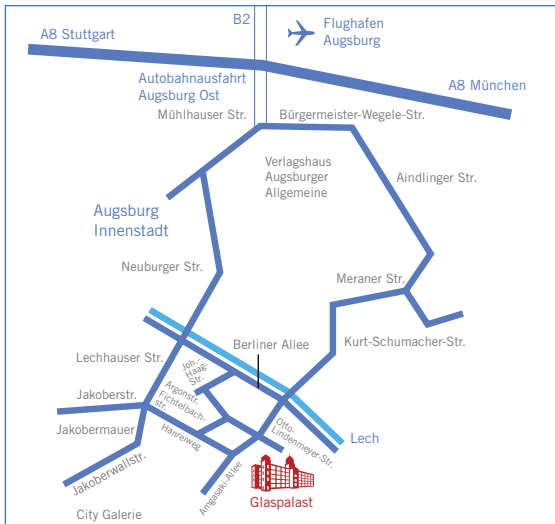 B2
Flughafen
Augsburg
A8 Stuttgart
Autobahnausfahrt
Augsburg Ost
A8 München
Mühlhauser Str.
Bürgermeister-Wegele-Str.
Verlagshaus
Augsburger
Allgemeine
Aindlinger Str.
Augsburg
Innenstadt
Neuburger Str.
Meraner Str.
Berliner Allee
Kurt-Schumacher-Str.
Lechhauser Str.
Joh.-
Haag-
Str.
Argonstr.
Fichtelbach-
str.
Jakoberstr.
Jakobermauer
Hanreiweg
Otto-
Lindenmeyer-Str.
Lech
Jakoberwallstr.
Amgasaki-Allee
Glaspalast
City Galerie